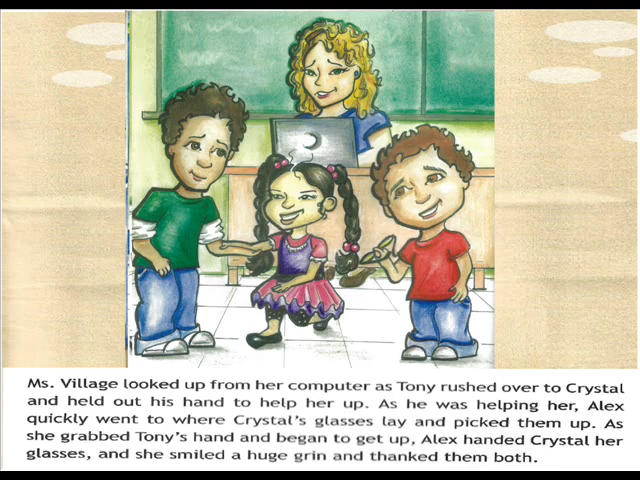 Ms. Village looked up from her computer as Tony rushed over to Crystal
and held out his hand to help her up. As he was helping her, Alex
quickly went to where Crystal's glasses lay and picked them up. As
she grabbed Tony's hand and began to get up, Alex handed Crystal her
glasses, and she smiled a huge grin and thanked them both.